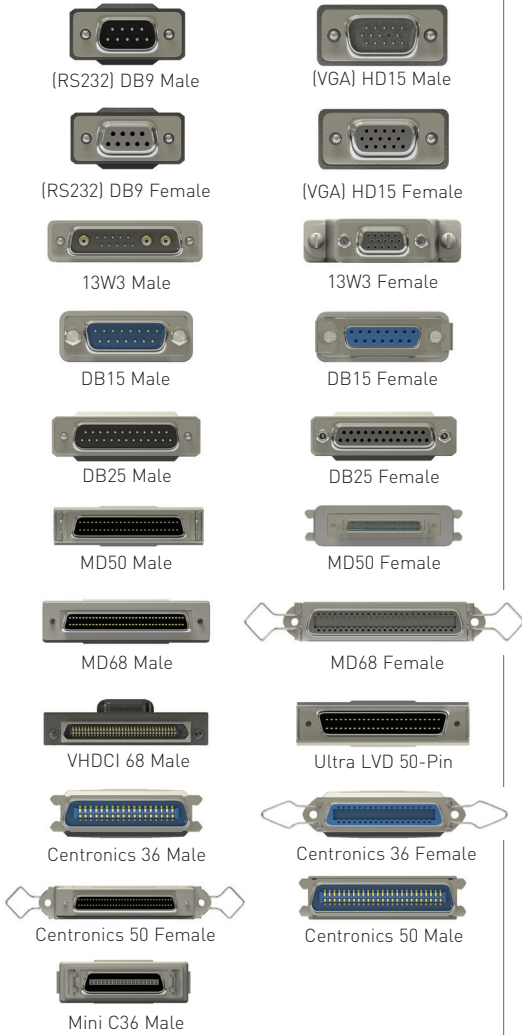 (RS232) DB9 Male
(VGA) HD15 Male
(RS232) DB9 Female
(VGA) HD15 Female
13W3 Male
13W3 Female
DB15 Male
DB15 Female
DB25 Male
DB25 Female
MD50 Male
MD50 Female
MD68 Male
MD68 Female
VHDCI 68 Male
Ultra LVD 50-Pin
Centronics 36 Male
Centronics 36 Female
Centronics 50 Female
Centronics 50 Male
Mini C36 Male